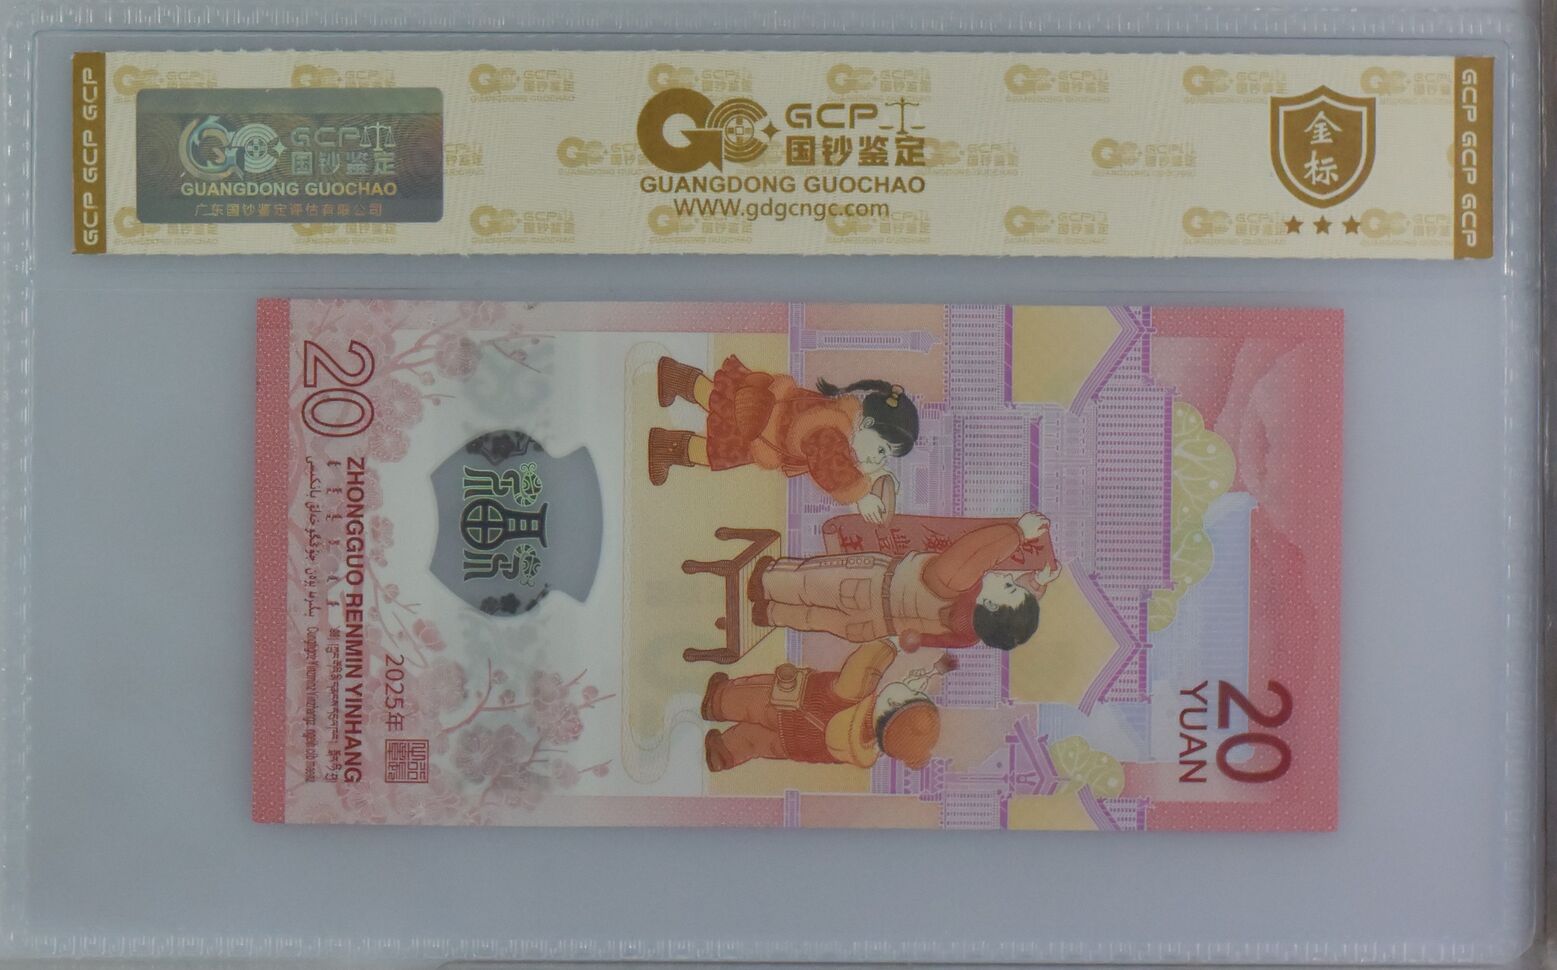 GCP GCP GCP
GCP
国钞鉴定
GUANGDONG GUOCHAO
广东国钞鉴定评估有限公司
GCP
国钞鉴定
GUANGDONG GUOCHAO
WWW.gdgcngc.com
金标
GCP GCP GCP
20
ZHONGGUO RENMIN YINHANG
2025年
20
YUAN